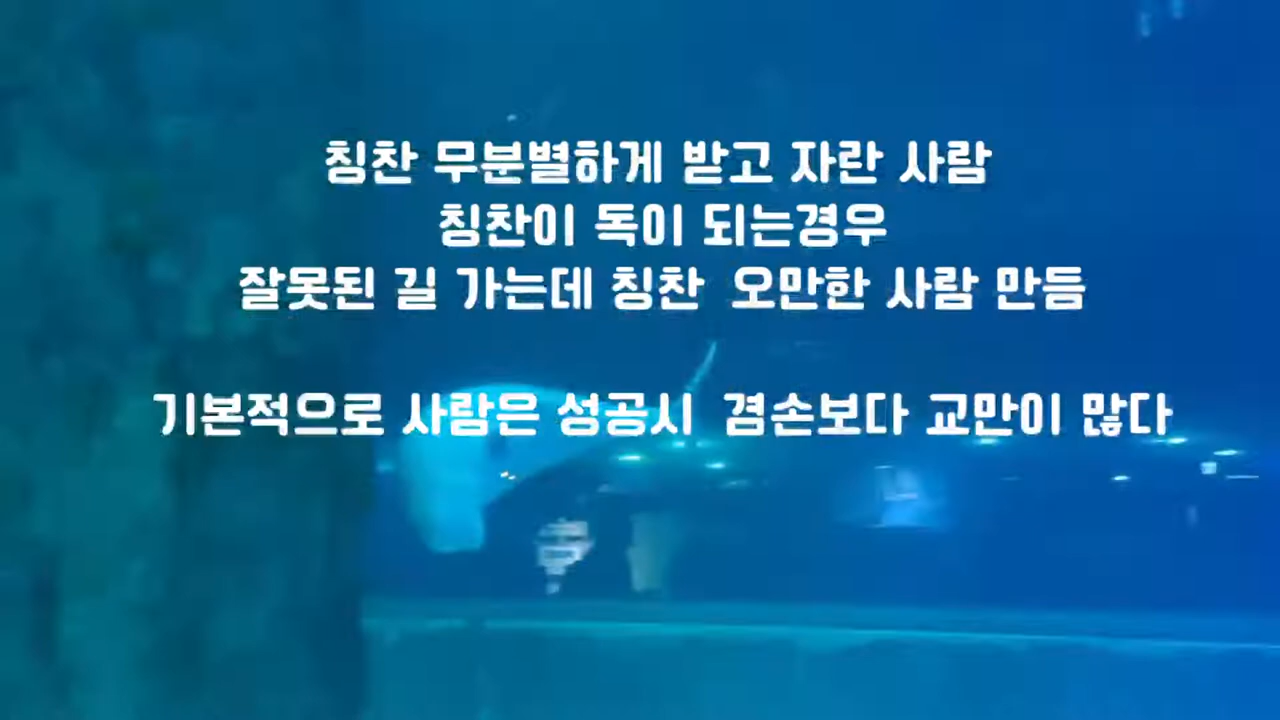 칭찬 무분별하게 받고 자란 사람
칭찬이 독이 되는경우
잘못된 길 가는데 칭찬 오만한 사람 만듬
기본적으로 사람은 성공시 겸손보다 교만이 많다